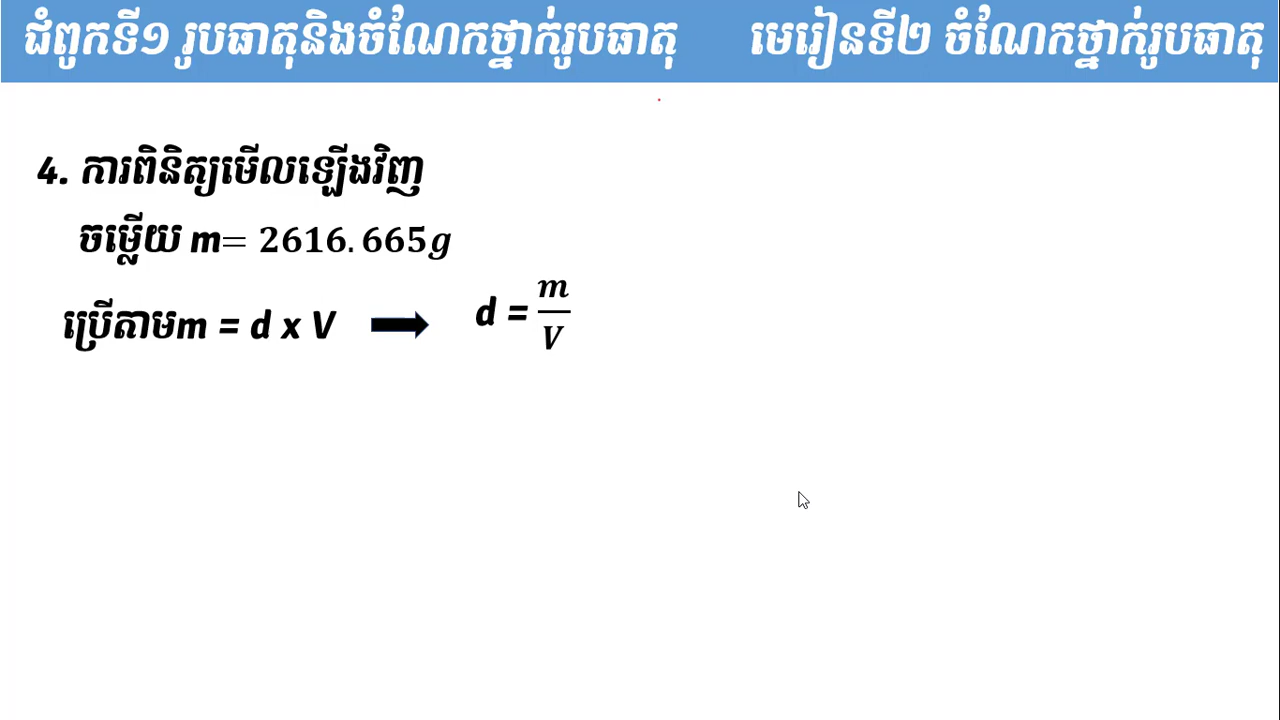 ជំពូកទី១ រូបធាតុនិងចំណែកថ្នាក់រូបធាតុ មេរៀនទី២ ចំណែកថ្នាក់រូបធាតុ
4. ការពិនិត្យមើលឡើងវិញ
ចម្លើយ m= 2616.665g
ប្រើតាមm = d x V ➡ d = m/V